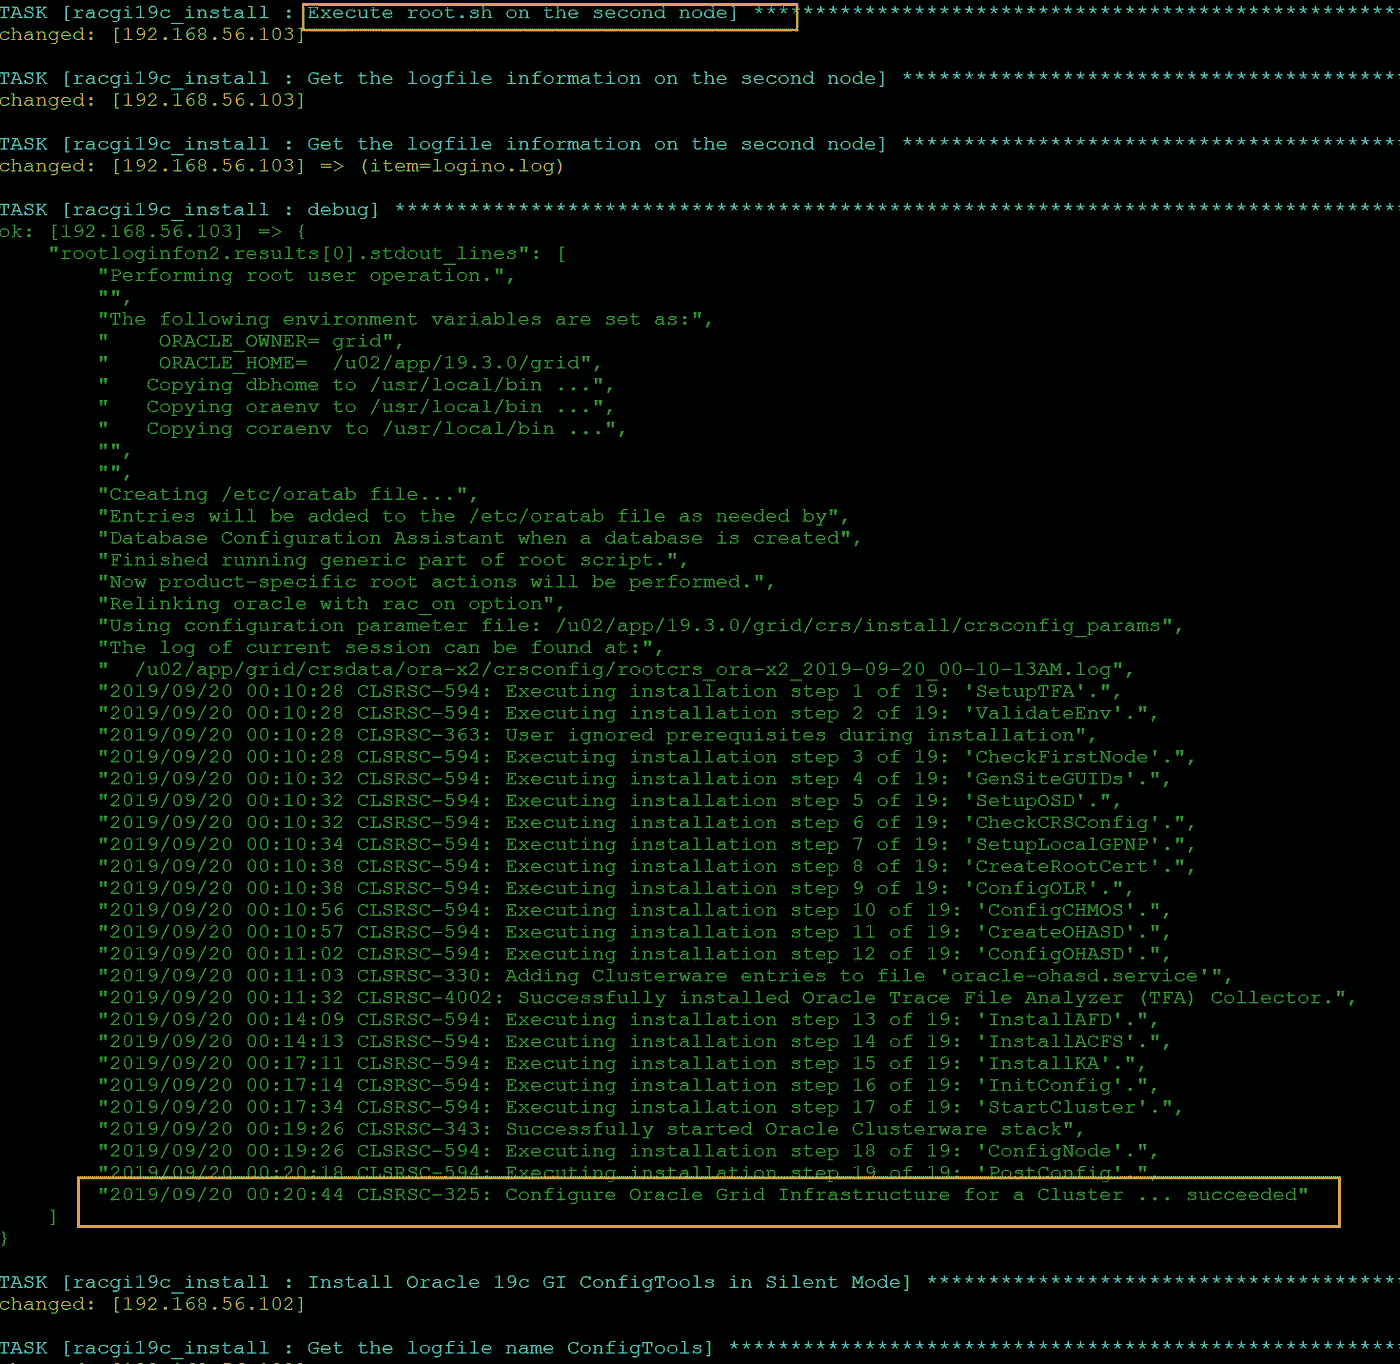 TASK [racgi19c_install : Execute root.sh on the second node] ****************************************************
changed: [192.168.56.103]
TASK [racgi19c_install : Get the logfile information on the second node] ****************************************
changed: [192.168.56.103]
TASK [racgi19c_install : Get the logfile information on the second node] ****************************************
changed: [192.168.56.103] => (item=logino.log)
TASK [racgi19c_install : debug] *********************************************************************************
ok: [192.168.56.103] => {
    "rootloginfon2.results[0].stdout_lines": [
        "Performing root user operation.",
        "",
        "The following environment variables are set as:",
        "    ORACLE_OWNER= grid",
        "    ORACLE_HOME=  /u02/app/19.3.0/grid",
        "   Copying dbhome to /usr/local/bin ...",
        "   Copying oraenv to /usr/local/bin ...",
        "   Copying coraenv to /usr/local/bin ...",
        "",
        "",
        "Creating /etc/oratab file...",
        "Entries will be added to the /etc/oratab file as needed by",
        "Database Configuration Assistant when a database is created",
        "Finished running generic part of root script.",
        "Now product-specific root actions will be performed.",
        "Relinking oracle with rac_on option",
        "Using configuration parameter file: /u02/app/19.3.0/grid/crs/install/crsconfig_params",
        "The log of current session can be found at:",
        "  /u02/app/grid/crsdata/ora-x2/crsconfig/rootcrs_ora-x2_2019-09-20_00-10-13AM.log",
        "2019/09/20 00:10:28 CLSRSC-594: Executing installation step 1 of 19: 'SetupTFA'.",
        "2019/09/20 00:10:28 CLSRSC-594: Executing installation step 2 of 19: 'ValidateEnv'.",
        "2019/09/20 00:10:28 CLSRSC-363: User ignored prerequisites during installation",
        "2019/09/20 00:10:28 CLSRSC-594: Executing installation step 3 of 19: 'CheckFirstNode'.",
        "2019/09/20 00:10:32 CLSRSC-594: Executing installation step 4 of 19: 'GenSiteGUIDs'.",
        "2019/09/20 00:10:32 CLSRSC-594: Executing installation step 5 of 19: 'SetupOSD'.",
        "2019/09/20 00:10:32 CLSRSC-594: Executing installation step 6 of 19: 'CheckCRSConfig'.",
        "2019/09/20 00:10:34 CLSRSC-594: Executing installation step 7 of 19: 'SetupLocalGPNP'.",
        "2019/09/20 00:10:38 CLSRSC-594: Executing installation step 8 of 19: 'CreateRootCert'.",
        "2019/09/20 00:10:38 CLSRSC-594: Executing installation step 9 of 19: 'ConfigOLR'.",
        "2019/09/20 00:10:56 CLSRSC-594: Executing installation step 10 of 19: 'ConfigCHMOS'.",
        "2019/09/20 00:10:57 CLSRSC-594: Executing installation step 11 of 19: 'CreateOHASD'.",
        "2019/09/20 00:11:02 CLSRSC-594: Executing installation step 12 of 19: 'ConfigOHASD'.",
        "2019/09/20 00:11:03 CLSRSC-330: Adding Clusterware entries to file 'oracle-ohasd.service'",
        "2019/09/20 00:11:32 CLSRSC-4002: Successfully installed Oracle Trace File Analyzer (TFA) Collector.",
        "2019/09/20 00:14:09 CLSRSC-594: Executing installation step 13 of 19: 'InstallAFD'.",
        "2019/09/20 00:14:13 CLSRSC-594: Executing installation step 14 of 19: 'InstallACFS'.",
        "2019/09/20 00:17:11 CLSRSC-594: Executing installation step 15 of 19: 'InstallKA'.",
        "2019/09/20 00:17:14 CLSRSC-594: Executing installation step 16 of 19: 'InitConfig'.",
        "2019/09/20 00:17:34 CLSRSC-594: Executing installation step 17 of 19: 'StartCluster'.",
        "2019/09/20 00:19:26 CLSRSC-343: Successfully started Oracle Clusterware stack",
        "2019/09/20 00:19:26 CLSRSC-594: Executing installation step 18 of 19: 'ConfigNode'.",
        "2019/09/20 00:20:18 CLSRSC-594: Executing installation step 19 of 19: 'PostConfig'.",
        "2019/09/20 00:20:44 CLSRSC-325: Configure Oracle Grid Infrastructure for a Cluster ... succeeded"
    ]
}
TASK [racgi19c_install : Install Oracle 19c GI ConfigTools in Silent Mode] **************************************
changed: [192.168.56.102]
TASK [racgi19c_install : Get the logfile name ConfigTools] ******************************************************